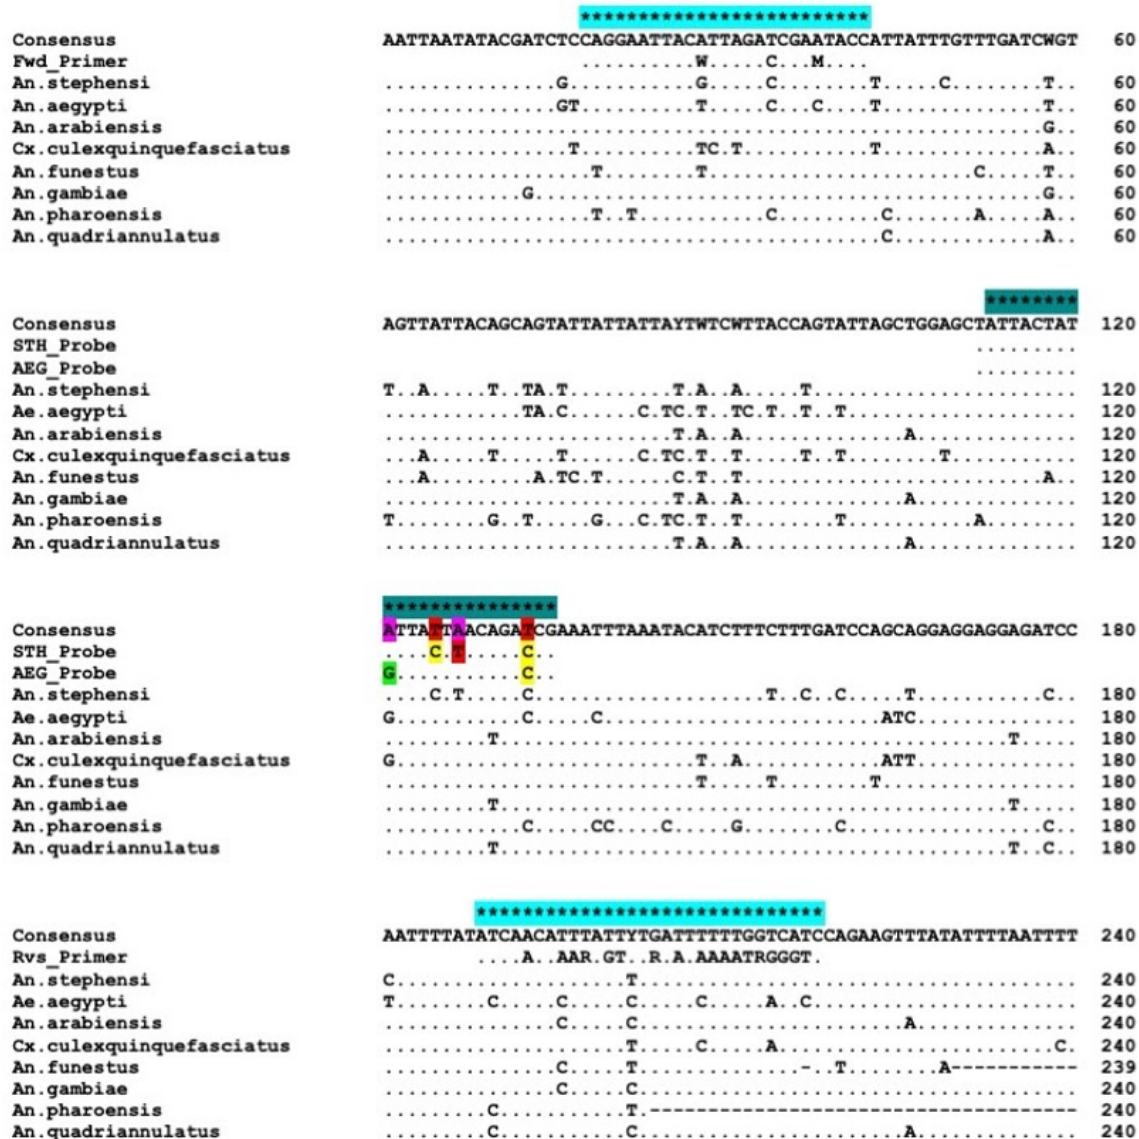 *************************
Consensus AATTAATATACGATCTCCAGGAATTACATTAGATCGAATACCATTATTTGTTTGATCWGT 60
Fwd_Primer ..........W.....C...M....
An.stephensi ...............G...........G.....C........T.....C........T.. 60
An.aegypti ...............GT..........T.....C...C....T..............T.. 60
An.arabiensis .........................................................G.. 60
Cx.culexquinquefasciatus ................T..........TC.T...........T..............A.. 60
An.funestus ..................T........T.......................C.....T.. 60
An.gambiae ............G............................................G.. 60
An.pharoensis ..................T..T...........C.........C.......A.....A.. 60
An.quadriannulatus ...........................................C.............A.. 60
********
Consensus AGTTATTACAGCAGTATTATTATTAYTWTCWTTACCAGTATTAGCTGGAGCTATTACTAT 120
STH_Probe .........
AEG_Probe .........
An.stephensi T..A.....T..TA.T.........T.A..A.....T....................... 120
Ae.aegypti ............TA.C......C.TC.T..TC.T..T..T.................... 120
An.arabiensis .........................T.A..A..............A.............. 120
Cx.culexquinquefasciatus ...A.....T.....T......C.TC.T..T.....T..T........T........... 120
An.funestus ...A.........A.TC.T......C.T..T..........................A.. 120
An.gambiae .........................T.A..A..............A.............. 120
An.pharoensis T........G..T.....G...C.TC.T..T........T...........A........ 120
An.quadriannulatus .........................T.A..A..............A.............. 120
***************
Consensus ATTATTAACAGATCGAAATTTAAATACATCTTTCTTTGATCCAGCAGGAGGAGGAGATCC 180
STH_Probe ....C.T.....C..
AEG_Probe G...........C..
An.stephensi ....C.T.....C....................T..C..C.....T...........C.. 180
Ae.aegypti G...........C.....C........................ATC.............. 180
An.arabiensis .........T............................................T..... 180
Cx.culexquinquefasciatus G..........................T..A............ATT.............. 180
An.funestus ...........................T.....T........T................. 180
An.gambiae .........T............................................T..... 180
An.pharoensis ............C.....CC....C.....G........C.................C.. 180
An.quadriannulatus .........T............................................T..C.. 180
******************************
Consensus AATTTTATATCAACATTTATTYTGATTTTTTGGTCATCCAGAAGTTTATATTTTAATTTT 240
Rvs_Primer ....A..AAR.GT..R.A.AAAATRGGGT.
An.stephensi C....................T...................................... 240
Ae.aegypti T........C.....C.....C.....C.....A..C....................... 240
An.arabiensis ...............C.....C.......................A.............. 240
Cx.culexquinquefasciatus .....................T.....C.....A........................C. 240
An.funestus ...............C.....T..............-..T........A----------- 239
An.gambiae ...............C.....C...................................... 240
An.pharoensis .........C...........T.------------------------------------- 240
An.quadriannulatus .........C...........C.......................A.............. 240